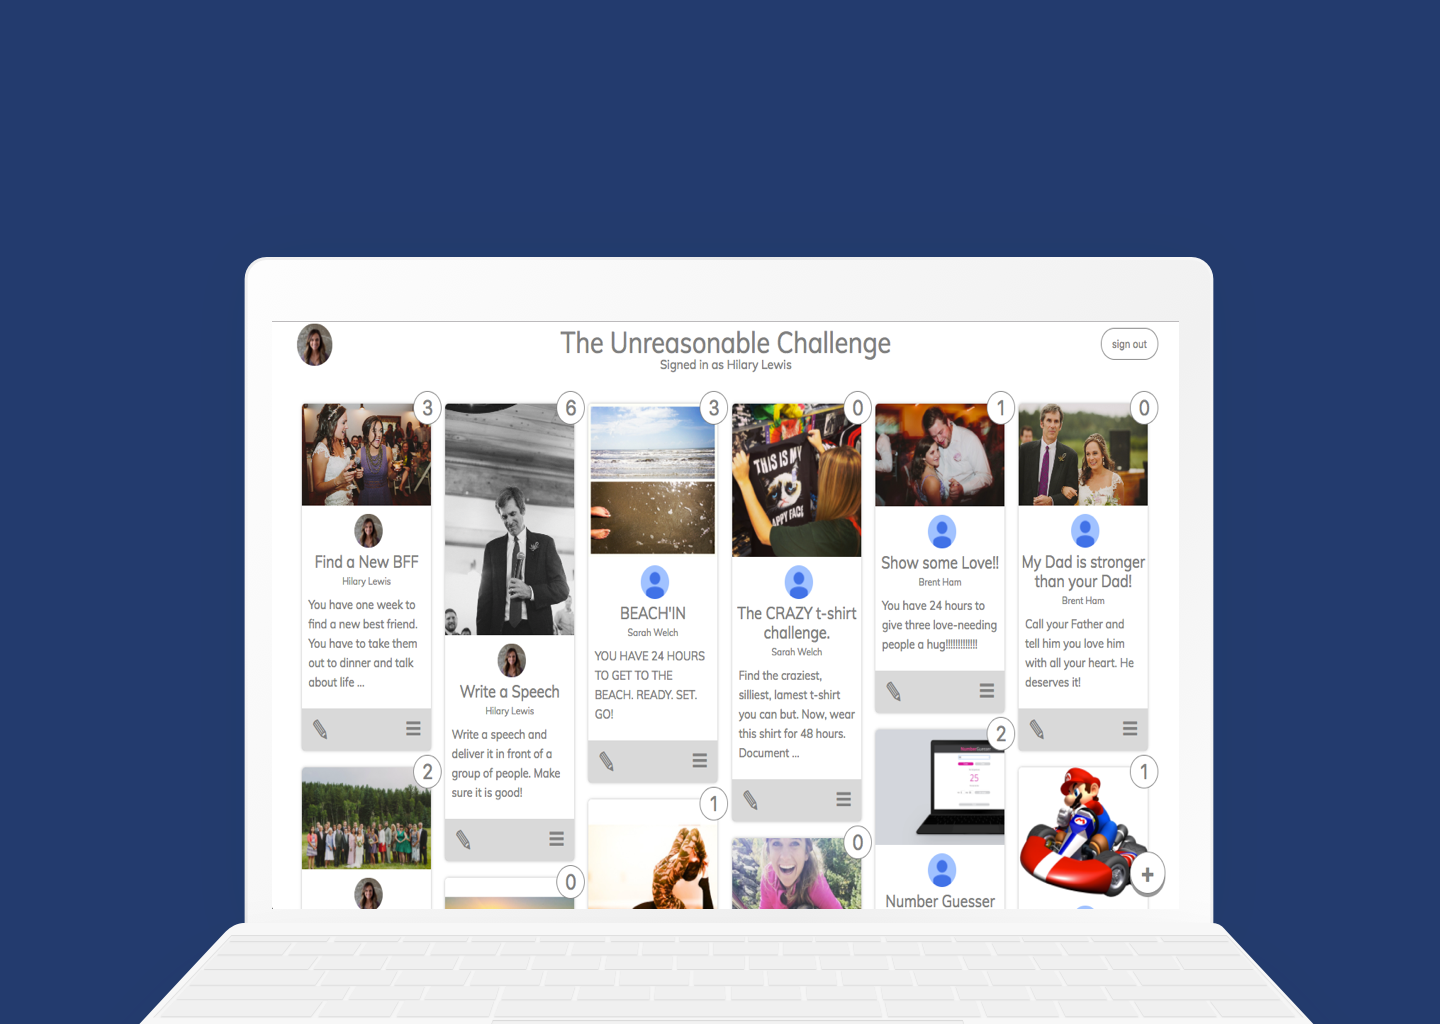 The Unreasonable Challenge
Signed in as Hilary Lewis
sign out
3
Find a New BFF
Hilary Lewis
You have one week to
find a new best friend.
You have to take them
out to dinner and talk
about life ...
2
6
Write a Speech
Hilary Lewis
Write a speech and
deliver it in front of a
group of people. Make
sure it is good!
0
3
BEACH'IN
Sarah Welch
YOU HAVE 24 HOURS
TO GET TO THE
BEACH. READY. SET.
GO!
1
0
THIS IS MY
HAPPY FACE
The CRAZY t-shirt
challenge.
Sarah Welch
Find the craziest,
silliest, lamest t-shirt
you can but. Now, wear
this shirt for 48 hours.
Document ...
0
1
Show some Love!!
Brent Ham
You have 24 hours to
give three love-needing
people a hug!!!!!!!!!!!!!
2
NumberGuesser
25
Number Guesser
0
My Dad is stronger
than your Dad!
Brent Ham
Call your Father and
tell him you love him
with all your heart. He
deserves it!
1
M
+